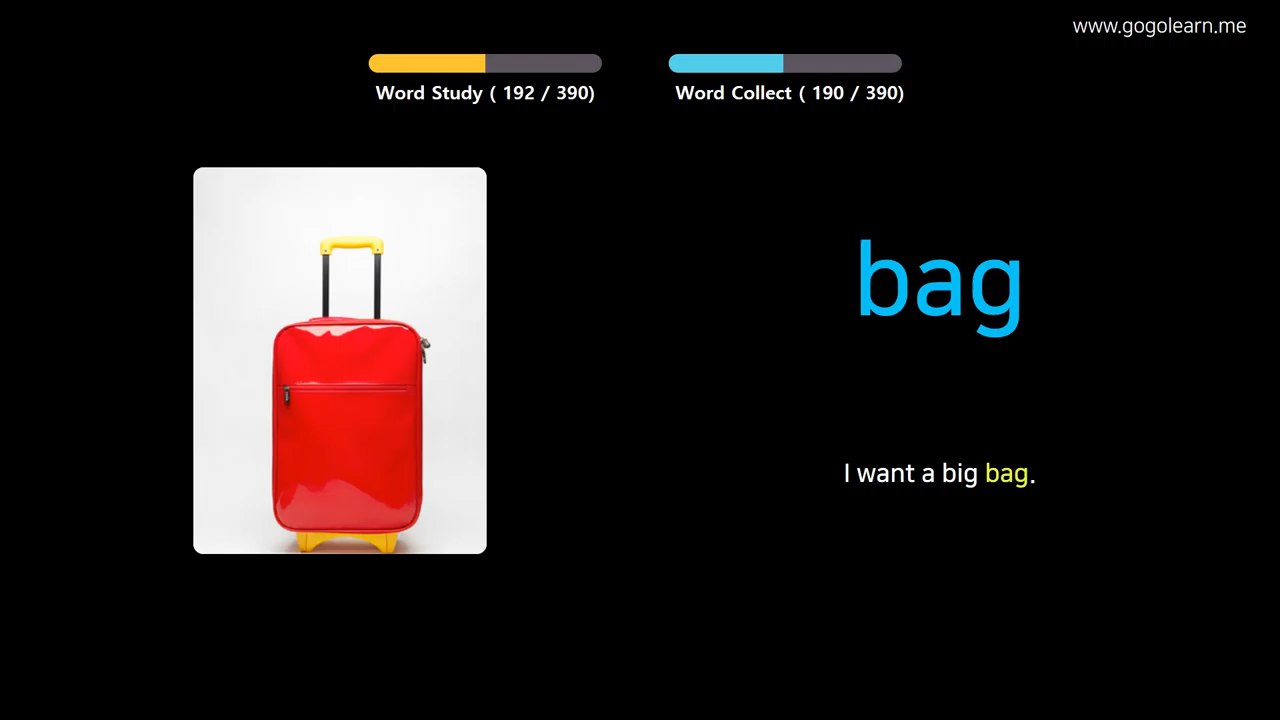 www.gogolearn.me
Word Study ( 192 / 390)
Word Collect ( 190 / 390)
bag
I want a big bag.